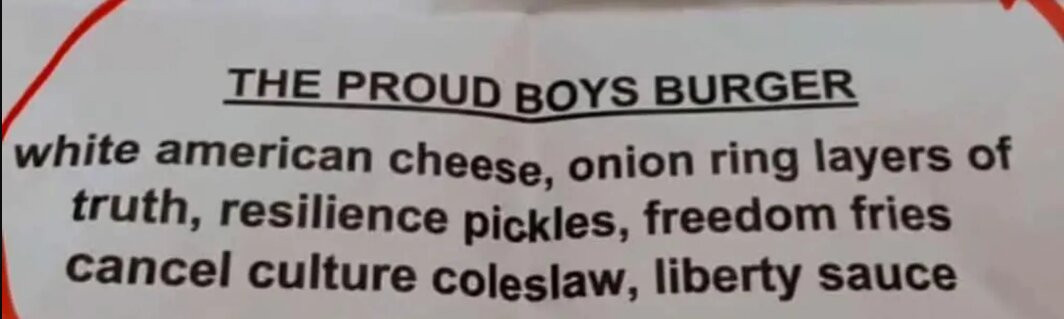 THE PROUD BOYS BURGER
white american cheese, onion ring layers of
truth, resilience pickles, freedom fries
cancel culture coleslaw, liberty sauce